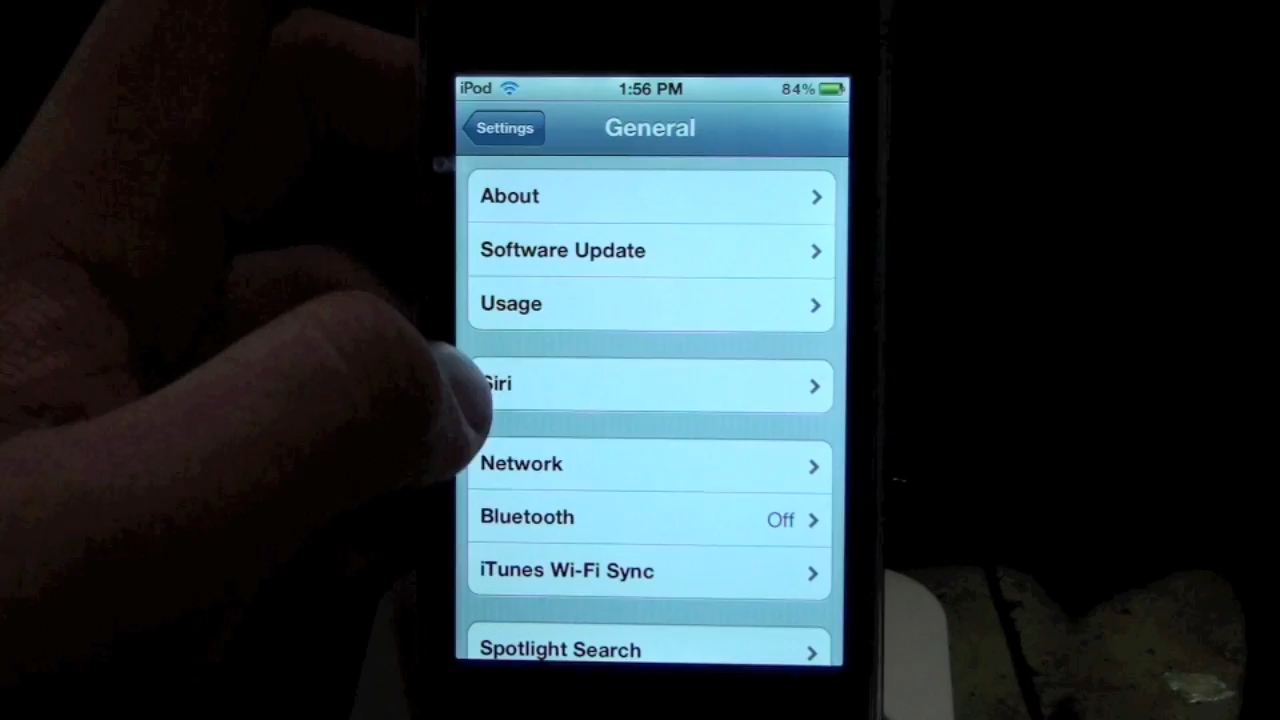 iPod 1:56 PM 84%
Settings General
About
Software Update
Usage
Siri
Network
Bluetooth Off
iTunes Wi-Fi Sync
Spotlight Search